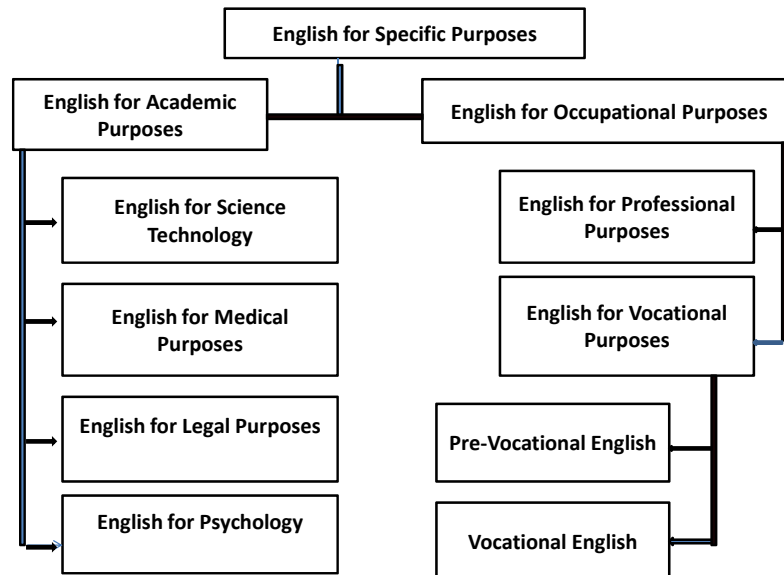 English for Specific Purposes
English for Academic
Purposes
English for Occupational Purposes
English for Science
Technology
English for Professional
Purposes
English for Medical
Purposes
English for Vocational
Purposes
English for Legal Purposes
Pre-Vocational English
English for Psychology
Vocational English